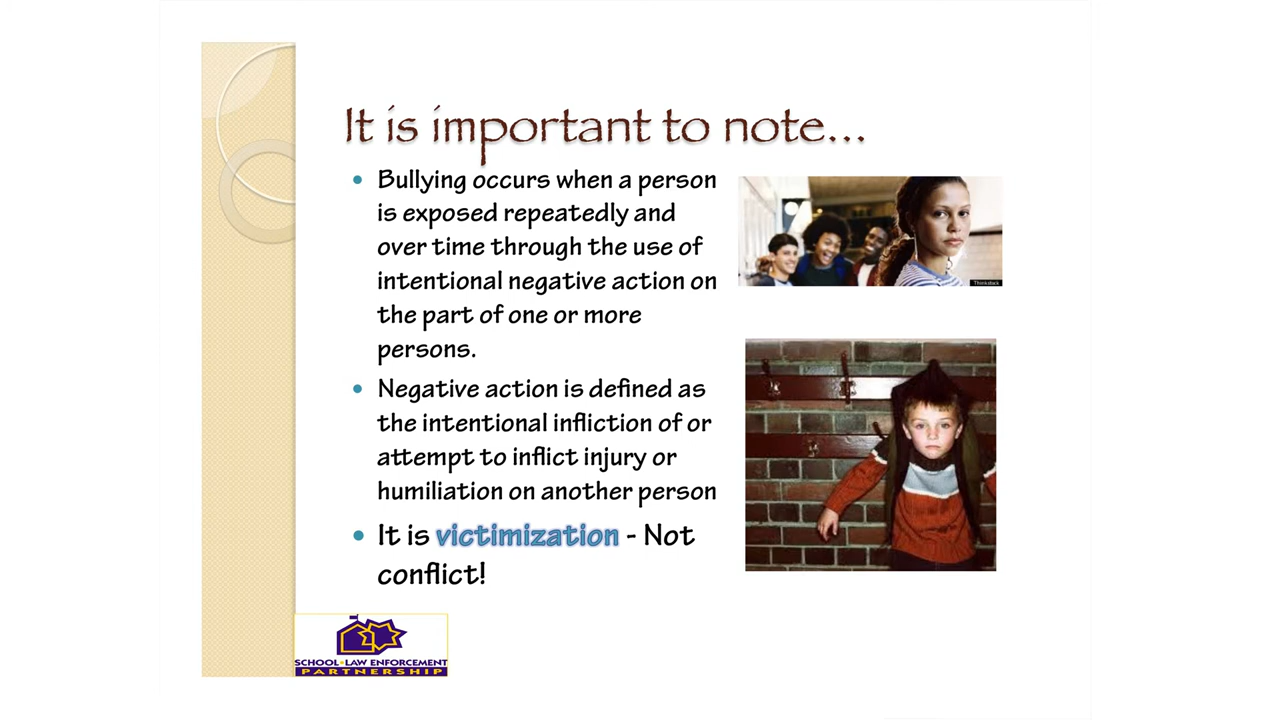 It is important to note...
Bullying occurs when a person
is exposed repeatedly and
over time through the use of
intentional negative action on
the part of one or more
persons.
Negative action is defined as
the intentional infliction of or
attempt to inflict injury or
humiliation on another person
It is victimization - Not
conflict!
Thinkstock
SCHOOL LAW ENFORCEMENT
PARTNERSHIP